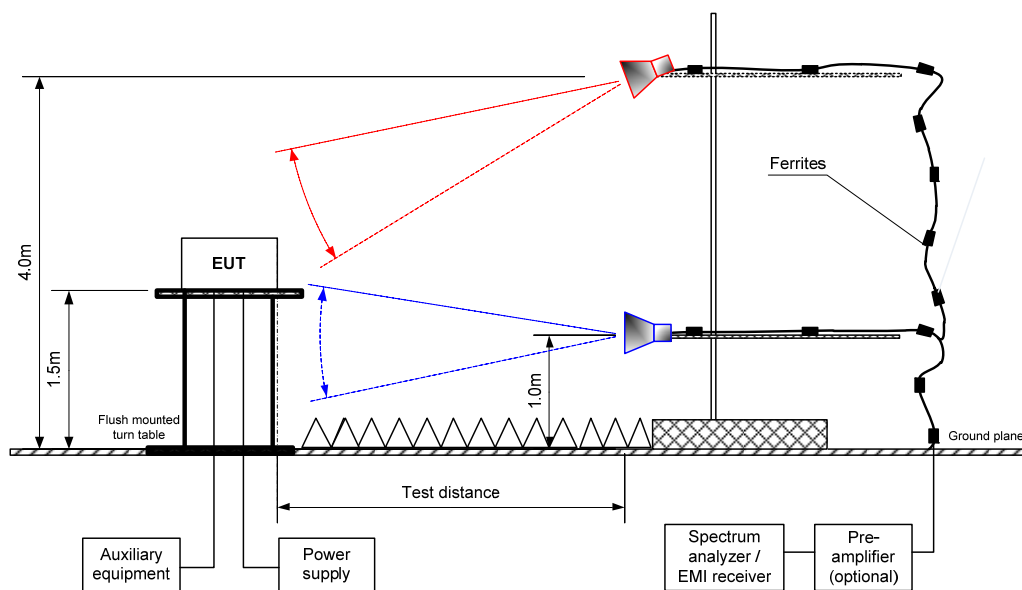 Ferrites
4.0m
EUT
1.5m
1.0m
Flush mounted
turn table
Ground plane
Test distance
Auxiliary
equipment
Power
supply
Spectrum
analyzer /
EMI receiver
Pre-
amplifier
(optional)